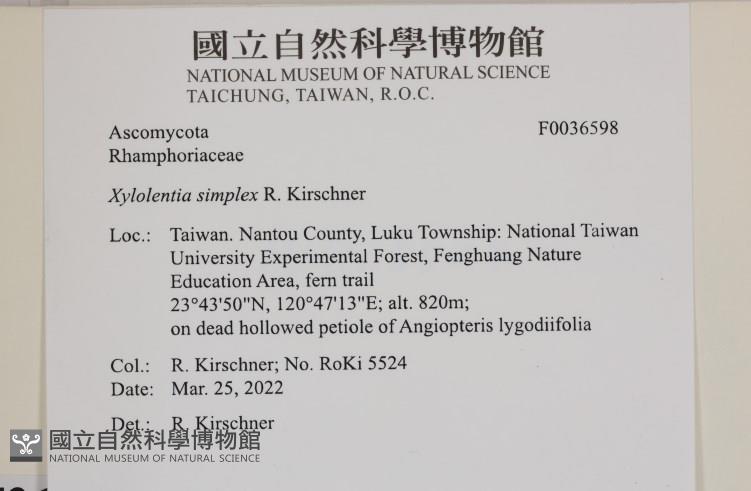 國立自然科學博物館
NATIONAL MUSEUM OF NATURAL SCIENCE
TAICHUNG, TAIWAN, R.O.C.
Ascomycota F0036598
Rhamphoriaceae
Xylolentia simplex R. Kirschner
Loc.: Taiwan. Nantou County, Luku Township: National Taiwan
University Experimental Forest, Fenghuang Nature
Education Area, fern trail
23°43'50"N, 120°47'13"E; alt. 820m;
on dead hollowed petiole of Angiopteris lygodiifolia
Col.: R. Kirschner; No. RoKi 5524
Date: Mar. 25, 2022
Det.: R. Kirschner
國立自然科學博物館
NATIONAL MUSEUM OF NATURAL SCIENCE